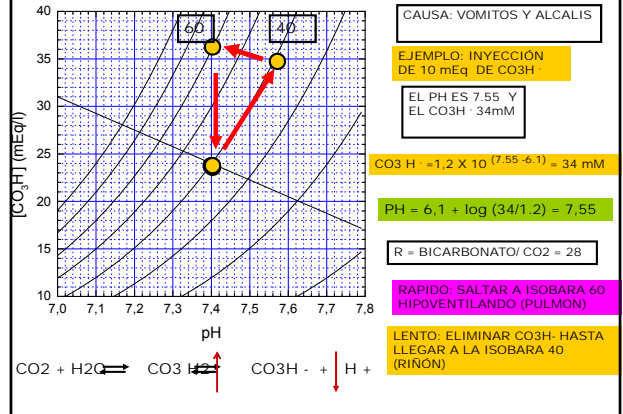 40
35
30
25
20
15
10
[CO3H-] (mEq/l)
7,0 7,1 7,2 7,3 7,4 7,5 7,6 7,7 7,8
pH
60
40
CO2 + H2O CO3 H2 CO3H - + H +
CAUSA: VOMITOS Y ALCALIS
EJEMPLO: INYECCIÓN
DE 10 mEq DE CO3H -
EL PH ES 7.55 Y
EL CO3H - 34mM
CO3 H - =1,2 X 10 (7.55 -6.1) = 34 mM
PH = 6,1 + log (34/1.2) = 7,55
R = BICARBONATO/ CO2 = 28
RAPIDO: SALTAR A ISOBARA 60
HIP0VENTILANDO (PULMON)
LENTO: ELIMINAR CO3H- HASTA
LLEGAR A LA ISOBARA 40
(RIÑÓN)